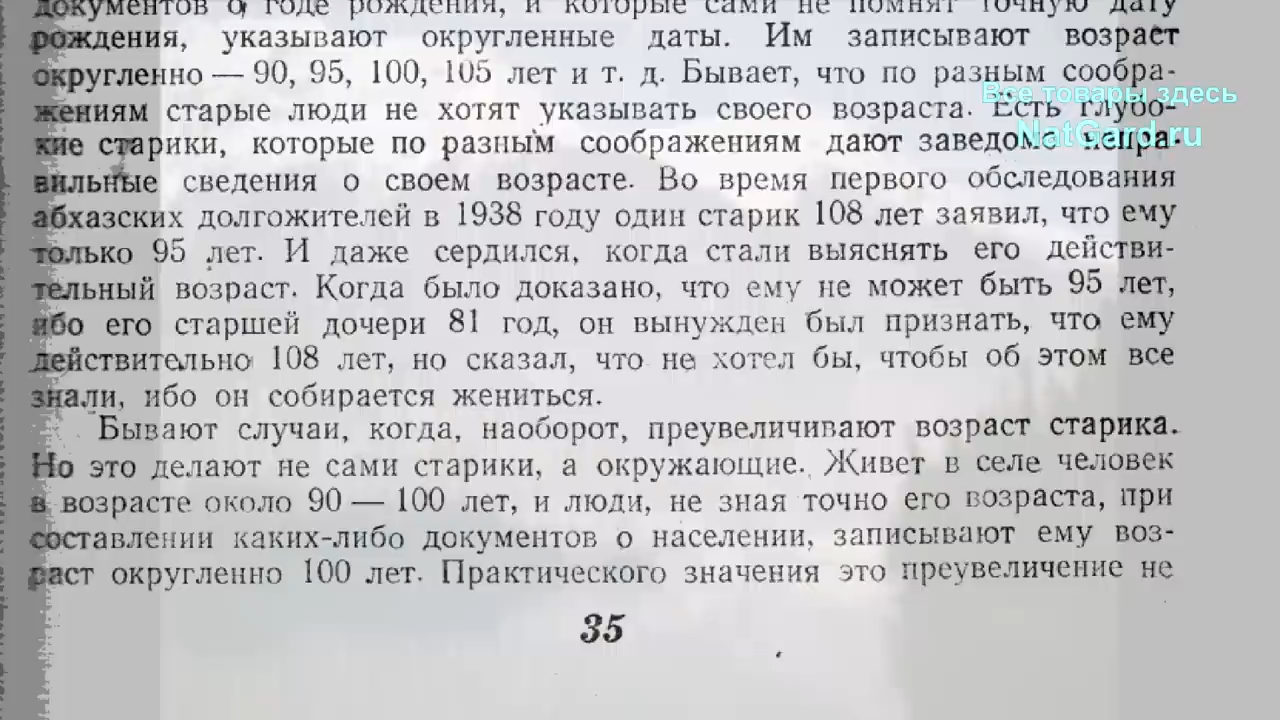 документов о годе рождения, и которые сами не помнят точную дату
рождения, указывают округленные даты. Им записывают возраст
округленно — 90, 95, 100, 105 лет и т. д. Бывает, что по разным сообра-
жениям старые люди не хотят указывать своего возраста. Есть глубо-
кие старики, которые по разным соображениям дают заведомо непра-
вильные сведения о своем возрасте. Во время первого обследования
абхазских долгожителей в 1938 году один старик 108 лет заявил, что ему
только 95 лет. И даже сердился, когда стали выяснять его действи-
тельный возраст. Когда было доказано, что ему не может быть 95 лет,
ибо его старшей дочери 81 год, он вынужден был признать, что ему
действительно 108 лет, но сказал, что не хотел бы, чтобы об этом все
знали, ибо он собирается жениться.
Бывают случаи, когда, наоборот, преувеличивают возраст старика.
Но это делают не сами старики, а окружающие. Живет в селе человек
в возрасте около 90 — 100 лет, и люди, не зная точно его возраста, при
составлении каких-либо документов о населении, записывают ему воз-
раст округленно 100 лет. Практического значения это преувеличение не
35
Все товары здесь
NatGard.ru